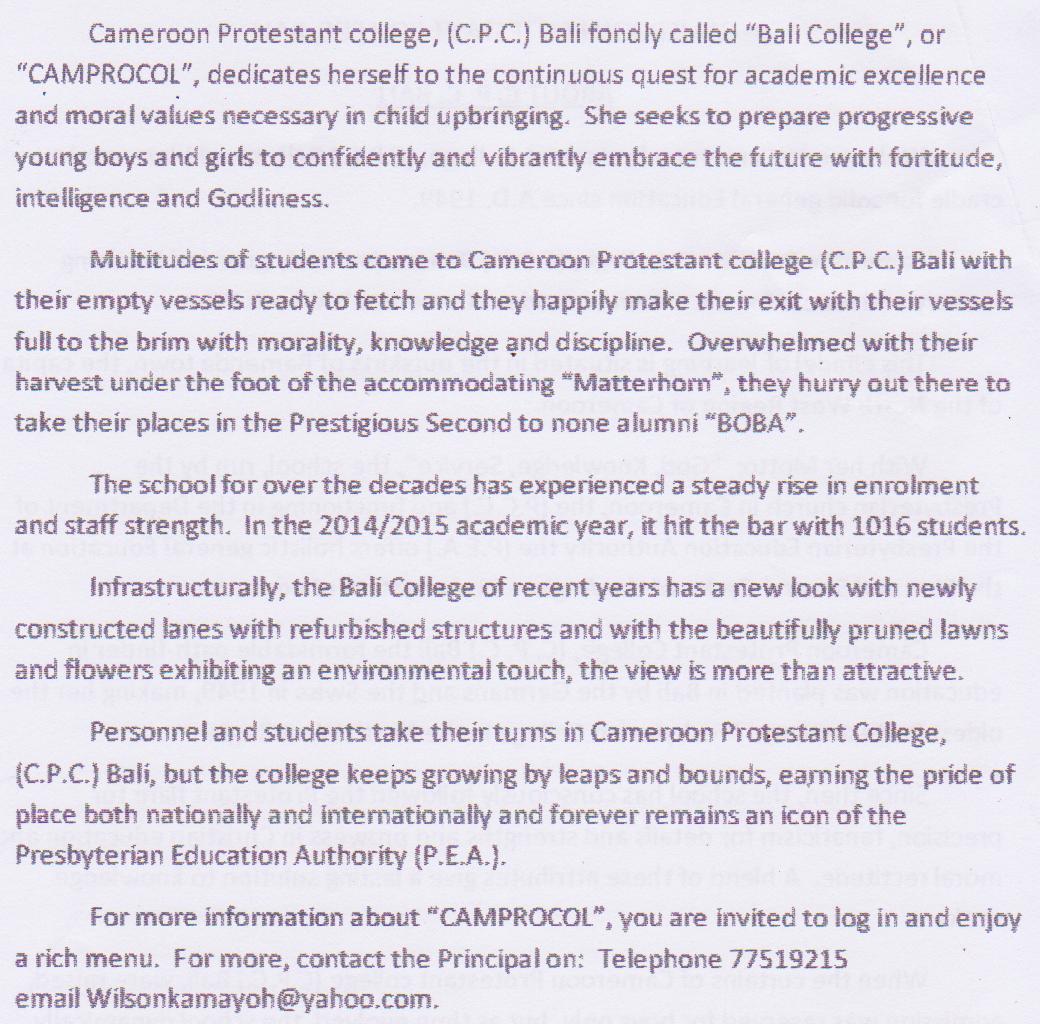 Cameroon Protestant college, (C.P.C.) Bali fondly called “Bali College”, or
“CAMPROCOL”, dedicates herself to the continuous quest for academic excellence
and moral values necessary in child upbringing. She seeks to prepare progressive
young boys and girls to confidently and vibrantly embrace the future with fortitude,
intelligence and Godliness.
Multitudes of students come to Cameroon Protestant college (C.P.C.) Bali with
their empty vessels ready to fetch and they happily make their exit with their vessels
full to the brim with morality, knowledge and discipline. Overwhelmed with their
harvest under the foot of the accommodating “Matterhorn”, they hurry out there to
take their places in the Prestigious Second to none alumni “BOBA”.
The school for over the decades has experienced a steady rise in enrolment
and staff strength. In the 2014/2015 academic year, it hit the bar with 1016 students.
Infrastructurally, the Bali College of recent years has a new look with newly
constructed lanes with refurbished structures and with the beautifully pruned lawns
and flowers exhibiting an environmental touch, the view is more than attractive.
Personnel and students take their turns in Cameroon Protestant College,
(C.P.C.) Bali, but the college keeps growing by leaps and bounds, earning the pride of
place both nationally and internationally and forever remains an icon of the
Presbyterian Education Authority (P.E.A.).
For more information about “CAMPROCOL”, you are invited to log in and enjoy
a rich menu. For more, contact the Principal on: Telephone 77519215
email Wilsonkamayoh@yahoo.com.